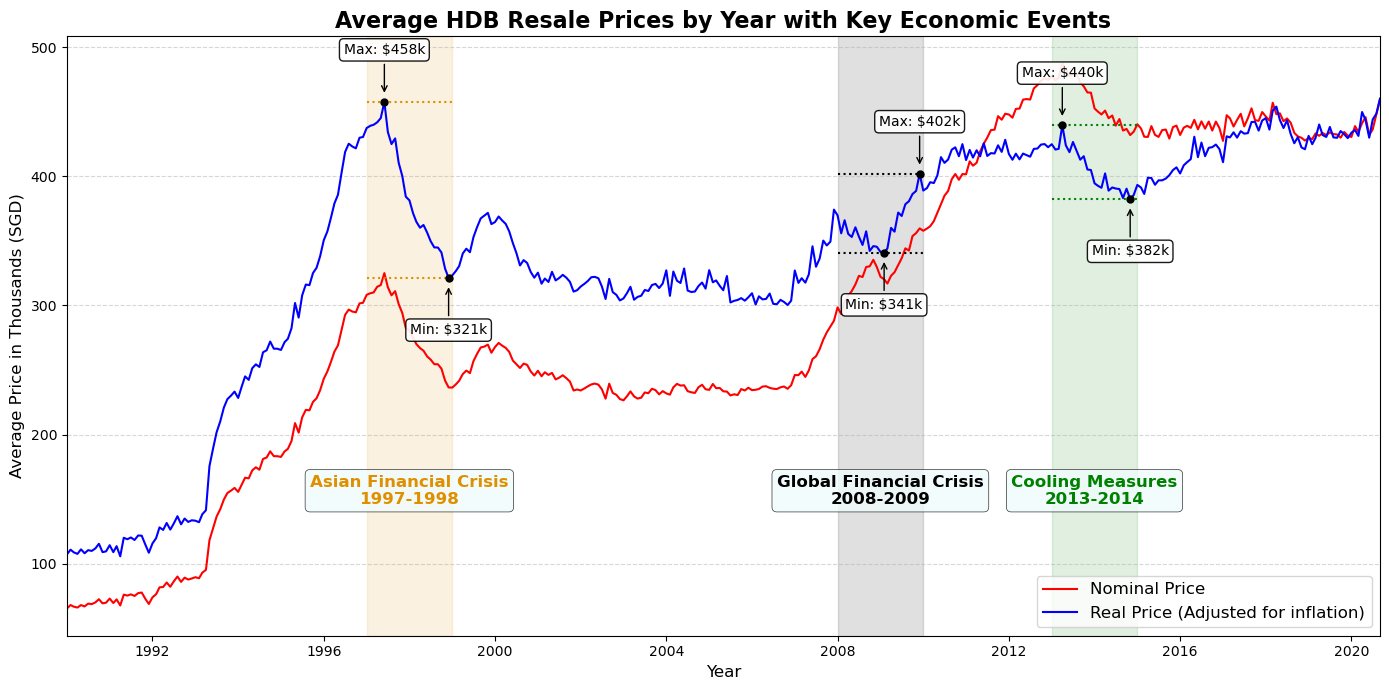 Average HDB Resale Prices by Year with Key Economic Events
Average Price in Thousands (SGD)
500
400
300
200
100
Max: $458k
Min: $321k
Max: $402k
Min: $341k
Max: $440k
Min: $382k
Asian Financial Crisis
1997-1998
Global Financial Crisis
2008-2009
Cooling Measures
2013-2014
Nominal Price
Real Price (Adjusted for inflation)
1992
1996
2000
2004
2008
2012
2016
2020
Year